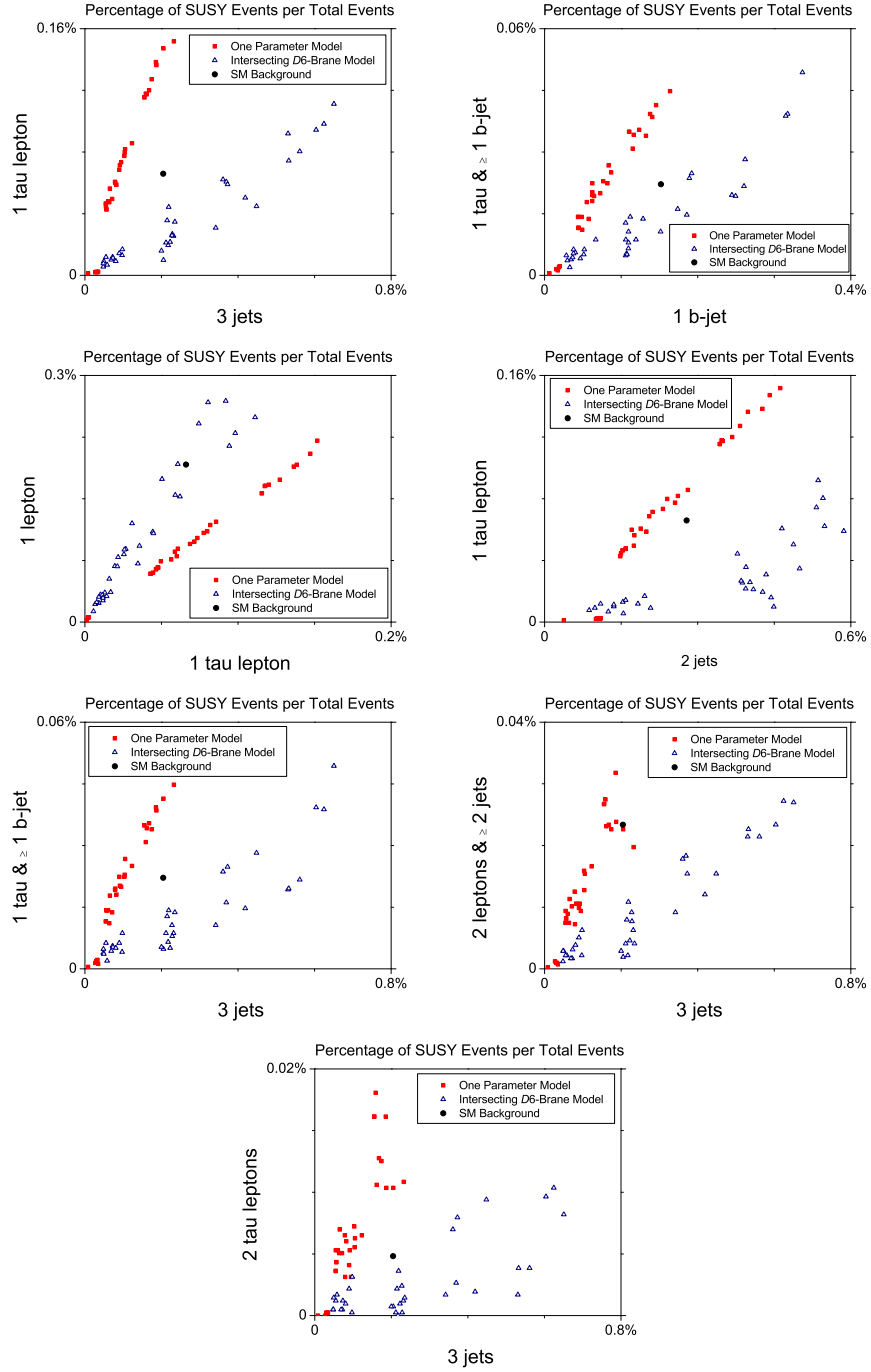 Percentage of SUSY Events per Total Events
0.16%
One Parameter Model
Intersecting D6-Brane Model
SM Background
1 tau lepton
0
0
0.8%
3 jets
Percentage of SUSY Events per Total Events
0.06%
1 tau & ≥ 1 b-jet
One Parameter Model
Intersecting D6-Brane Model
SM Background
0
0
0.4%
1 b-jet
Percentage of SUSY Events per Total Events
0.3%
1 lepton
One Parameter Model
Intersecting D6-Brane Model
SM Background
0
0
0.2%
1 tau lepton
Percentage of SUSY Events per Total Events
0.16%
One Parameter Model
Intersecting D6-Brane Model
SM Background
1 tau lepton
0
0
0.6%
2 jets
Percentage of SUSY Events per Total Events
0.06%
One Parameter Model
Intersecting D6-Brane Model
SM Background
1 tau & ≥ 1 b-jet
0
0
0.8%
3 jets
Percentage of SUSY Events per Total Events
0.04%
One Parameter Model
Intersecting D6-Brane Model
SM Background
2 leptons & ≥ 2 jets
0
0
0.8%
3 jets
Percentage of SUSY Events per Total Events
0.02%
One Parameter Model
Intersecting D6-Brane Model
SM Background
2 tau leptons
0
0
0.8%
3 jets